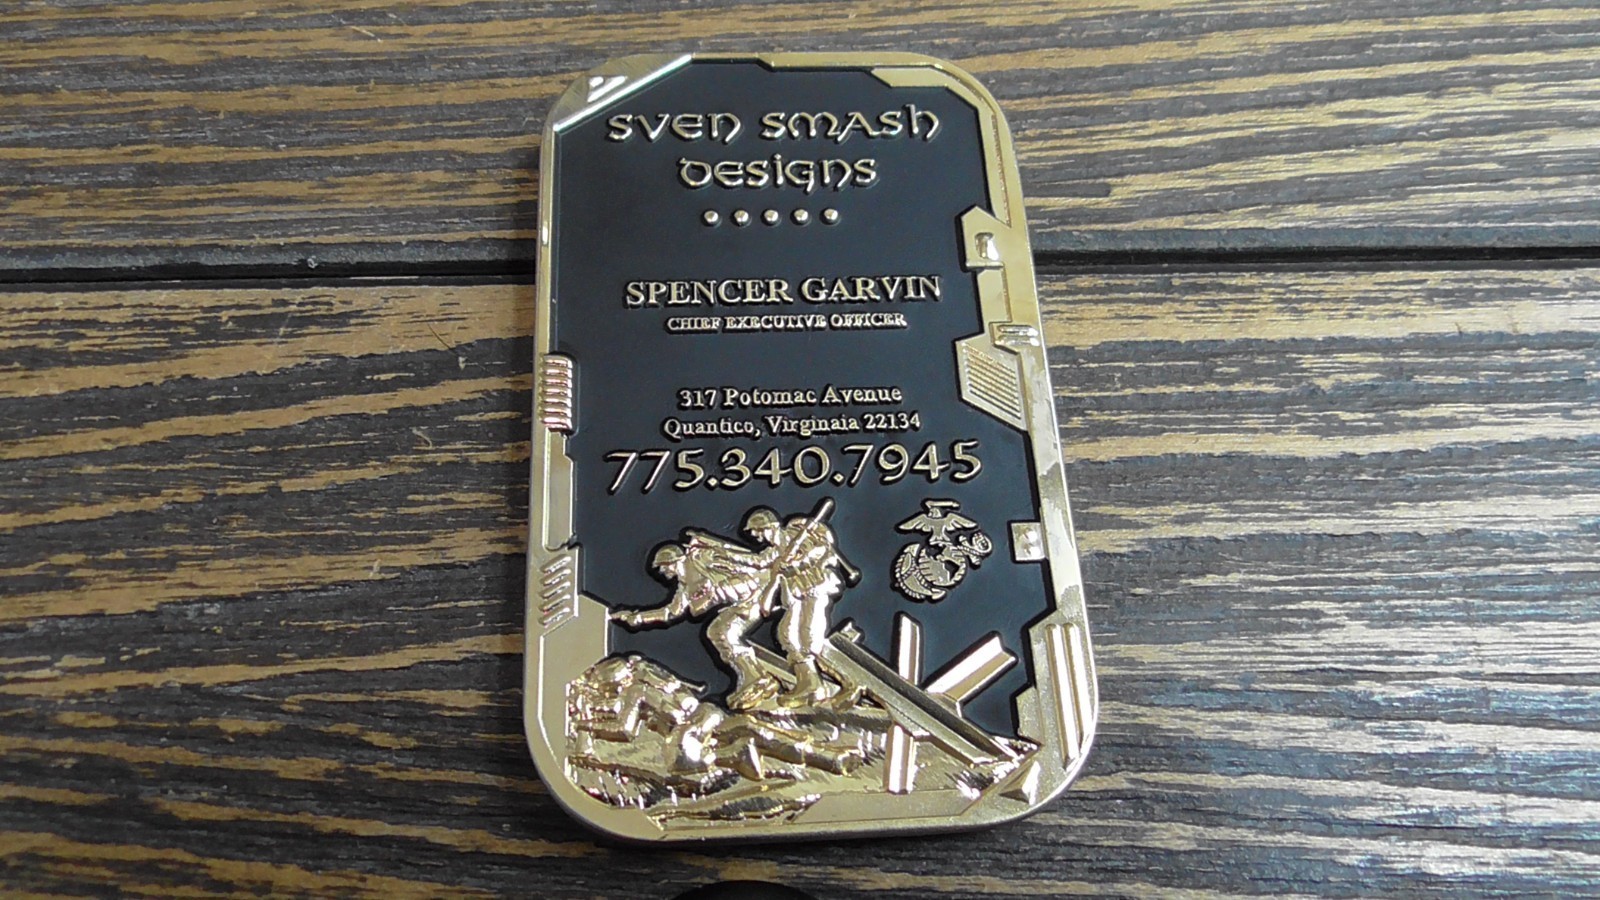 SVEN SMASH
DESIGNS
SPENCER GARVIN
CHIEF EXECUTIVE OFFICER
317 Potomac Avenue
Quantico, Virginaia 22134
775.340.7945